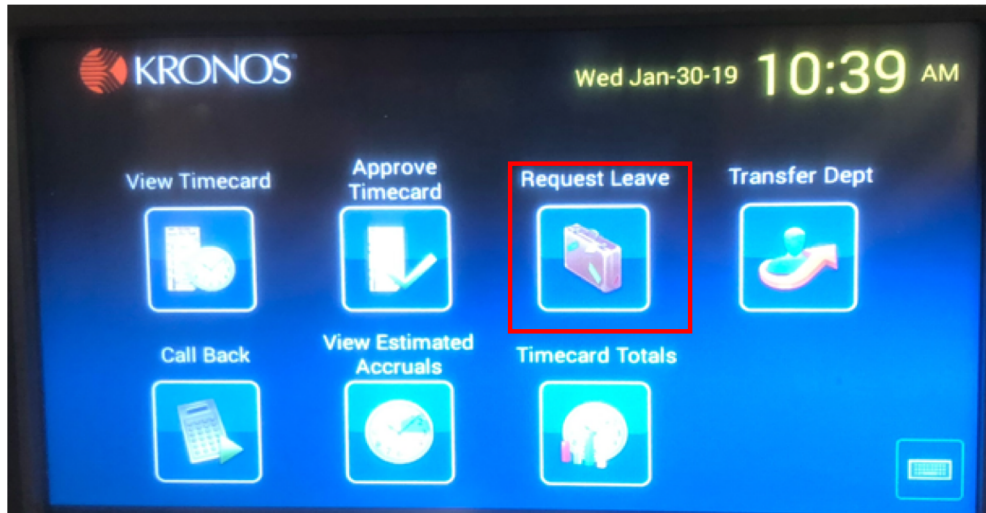 KRONOS
Wed Jan-30-19 10:39 AM
View Timecard
Approve
Timecard
Request Leave
Transfer Dept
Call Back
View Estimated
Accruals
Timecard Totals